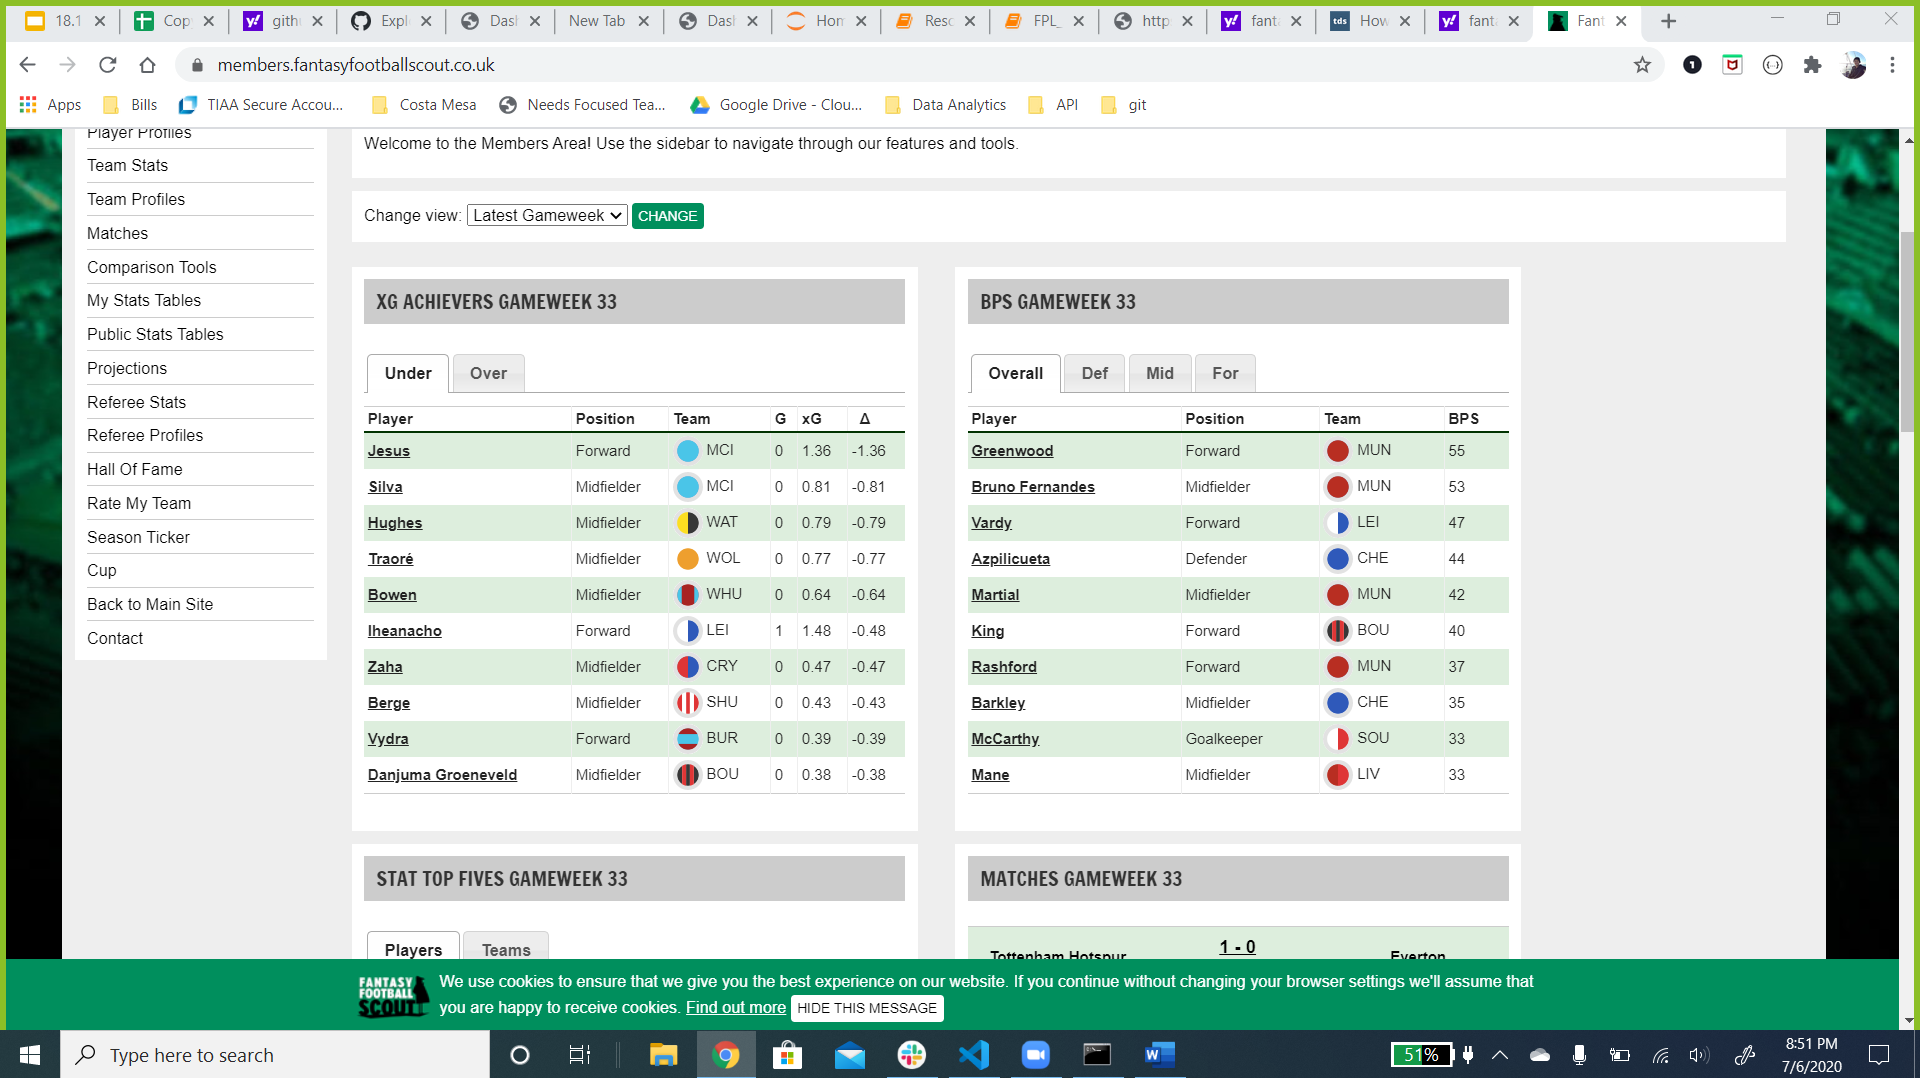 18.1 Cop gith Expl Dash New Tab Dash Hom Resc FPL_ http fanta How fanta Fant
members.fantasyfootballscout.co.uk
Apps Bills TIAA Secure Accou... Costa Mesa Needs Focused Tea... Google Drive - Clou... Data Analytics API git
Player Profiles
Team Stats
Team Profiles
Matches
Comparison Tools
My Stats Tables
Public Stats Tables
Projections
Referee Stats
Referee Profiles
Hall Of Fame
Rate My Team
Season Ticker
Cup
Back to Main Site
Contact
Welcome to the Members Area! Use the sidebar to navigate through our features and tools.
Change view: Latest Gameweek CHANGE
XG ACHIEVERS GAMEWEEK 33
Under Over
Player Position Team G xG Δ
Jesus Forward MCI 0 1.36 -1.36
Silva Midfielder MCI 0 0.81 -0.81
Hughes Midfielder WAT 0 0.79 -0.79
Traoré Midfielder WOL 0 0.77 -0.77
Bowen Midfielder WHU 0 0.64 -0.64
Iheanacho Forward LEI 1 1.48 -0.48
Zaha Midfielder CRY 0 0.47 -0.47
Berge Midfielder SHU 0 0.43 -0.43
Vydra Forward BUR 0 0.39 -0.39
Danjuma Groeneveld Midfielder BOU 0 0.38 -0.38
BPS GAMEWEEK 33
Overall Def Mid For
Player Position Team BPS
Greenwood Forward MUN 55
Bruno Fernandes Midfielder MUN 53
Vardy Forward LEI 47
Azpilicueta Defender CHE 44
Martial Midfielder MUN 42
King Forward BOU 40
Rashford Forward MUN 37
Barkley Midfielder CHE 35
McCarthy Goalkeeper SOU 33
Mane Midfielder LIV 33
STAT TOP FIVES GAMEWEEK 33
Players Teams
MATCHES GAMEWEEK 33
Tottenham Hotspur 1 - 0 Everton
FANTASY FOOTBALL SCOUT
We use cookies to ensure that we give you the best experience on our website. If you continue without changing your browser settings we'll assume that
you are happy to receive cookies. Find out more HIDE THIS MESSAGE
Type here to search
51%
8:51 PM
7/6/2020